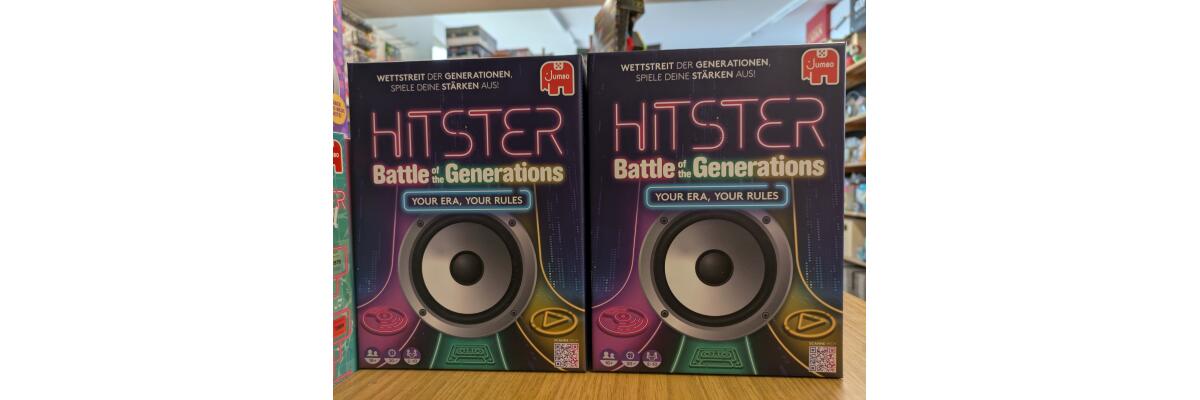 WETTSTREIT DER GENERATIONEN,
SPIELE DEINE STÄRKEN AUS!
Jumbo
HITSTER
Battle of the Generations
YOUR ERA, YOUR RULES
WETTSTREIT DER GENERATIONEN,
SPIELE DEINE STÄRKEN AUS!
Jumbo
HITSTER
Battle of the Generations
YOUR ERA, YOUR RULES